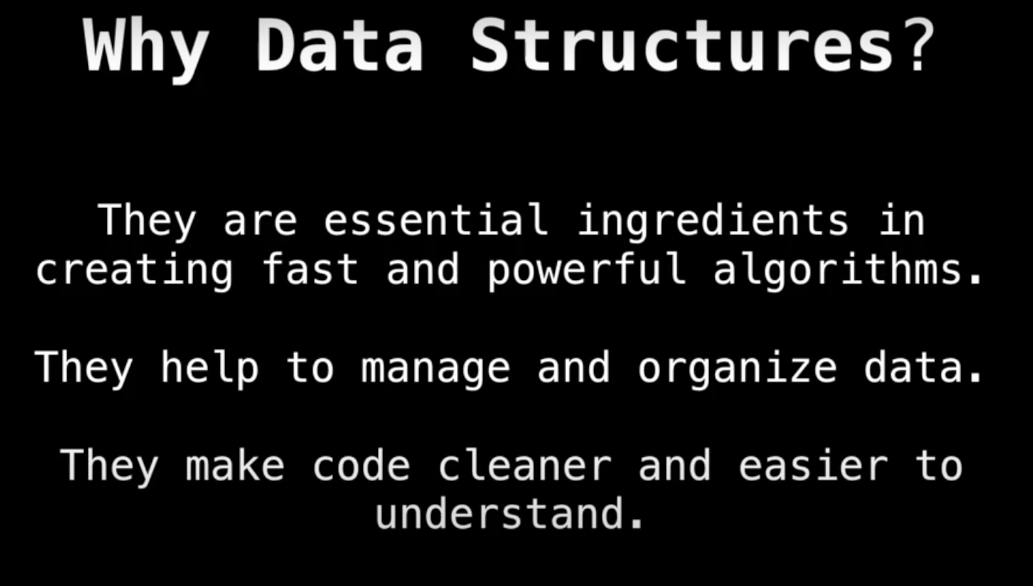 Why Data Structures?
They are essential ingredients in
creating fast and powerful algorithms.
They help to manage and organize data.
They make code cleaner and easier to
understand.